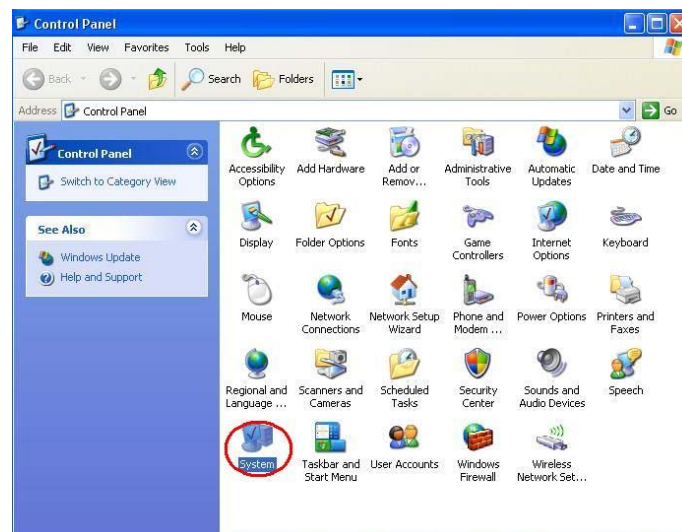 Control Panel
File Edit View Favorites Tools Help
Back Search Folders
Address Control Panel Go
Control Panel
Switch to Category View
See Also
Windows Update
Help and Support
Accessibility Options
Add Hardware
Add or Remov...
Administrative Tools
Automatic Updates
Date and Time
Display
Folder Options
Fonts
Game Controllers
Internet Options
Keyboard
Mouse
Network Connections
Network Setup Wizard
Phone and Modem ...
Power Options
Printers and Faxes
Regional and Language ...
Scanners and Cameras
Scheduled Tasks
Security Center
Sounds and Audio Devices
Speech
System
Taskbar and Start Menu
User Accounts
Windows Firewall
Wireless Network Set...